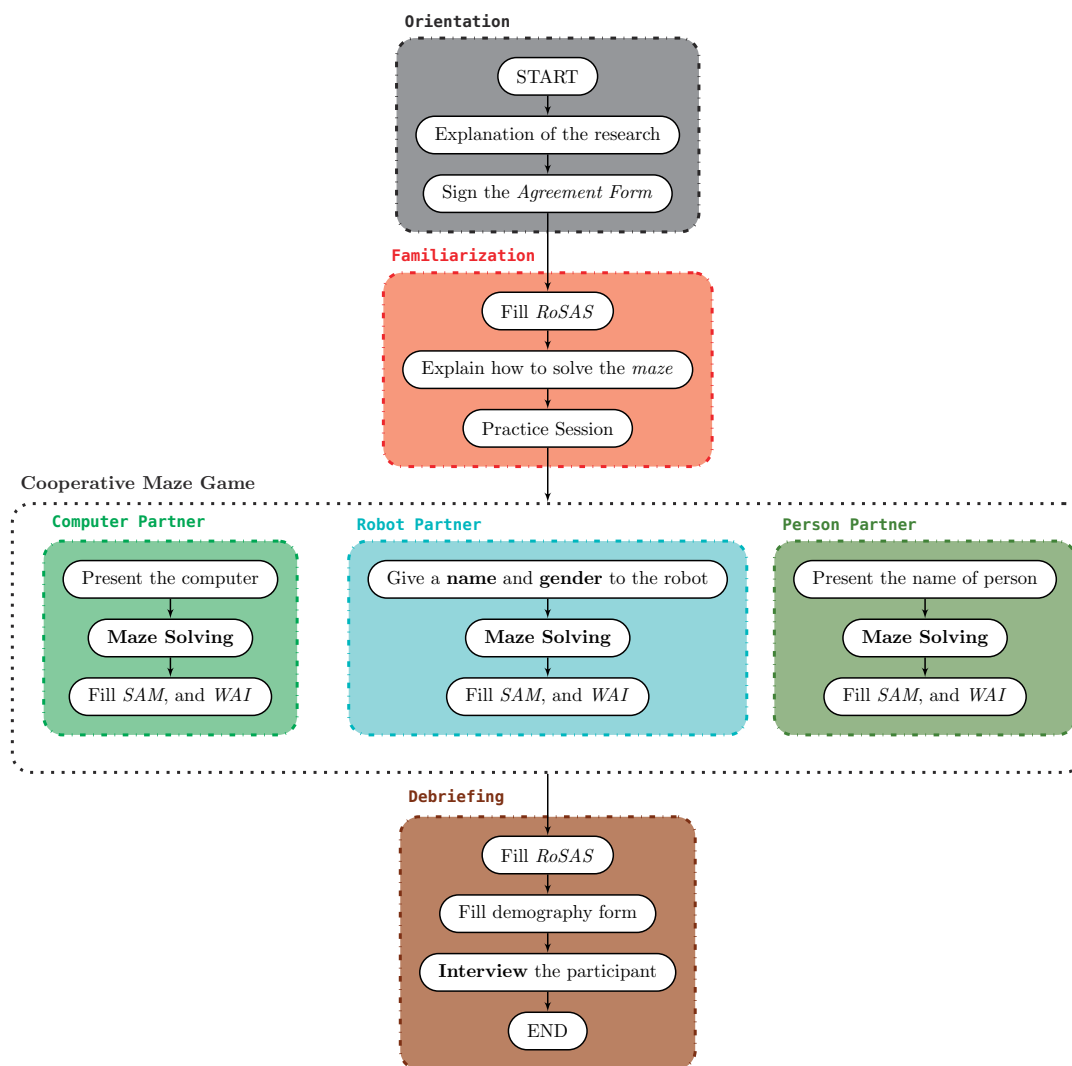 Orientation
START
Explanation of the research
Sign the Agreement Form
Familiarization
Fill RoSAS
Explain how to solve the maze
Practice Session
Cooperative Maze Game
Computer Partner
Present the computer
Maze Solving
Fill SAM, and WAI
Robot Partner
Give a name and gender to the robot
Maze Solving
Fill SAM, and WAI
Person Partner
Present the name of person
Maze Solving
Fill SAM, and WAI
Debriefing
Fill RoSAS
Fill demography form
Interview the participant
END